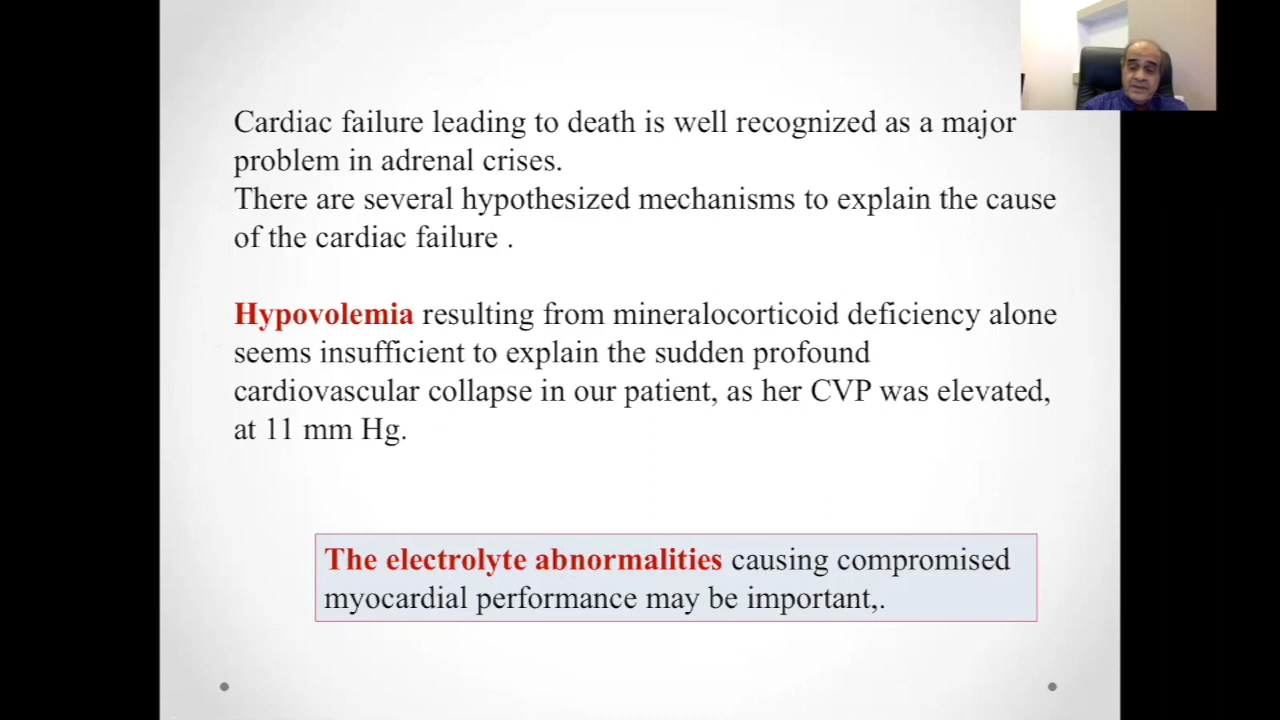 Cardiac failure leading to death is well recognized as a major
problem in adrenal crises.
There are several hypothesized mechanisms to explain the cause
of the cardiac failure .
Hypovolemia resulting from mineralocorticoid deficiency alone
seems insufficient to explain the sudden profound
cardiovascular collapse in our patient, as her CVP was elevated,
at 11 mm Hg.
The electrolyte abnormalities causing compromised
myocardial performance may be important,.